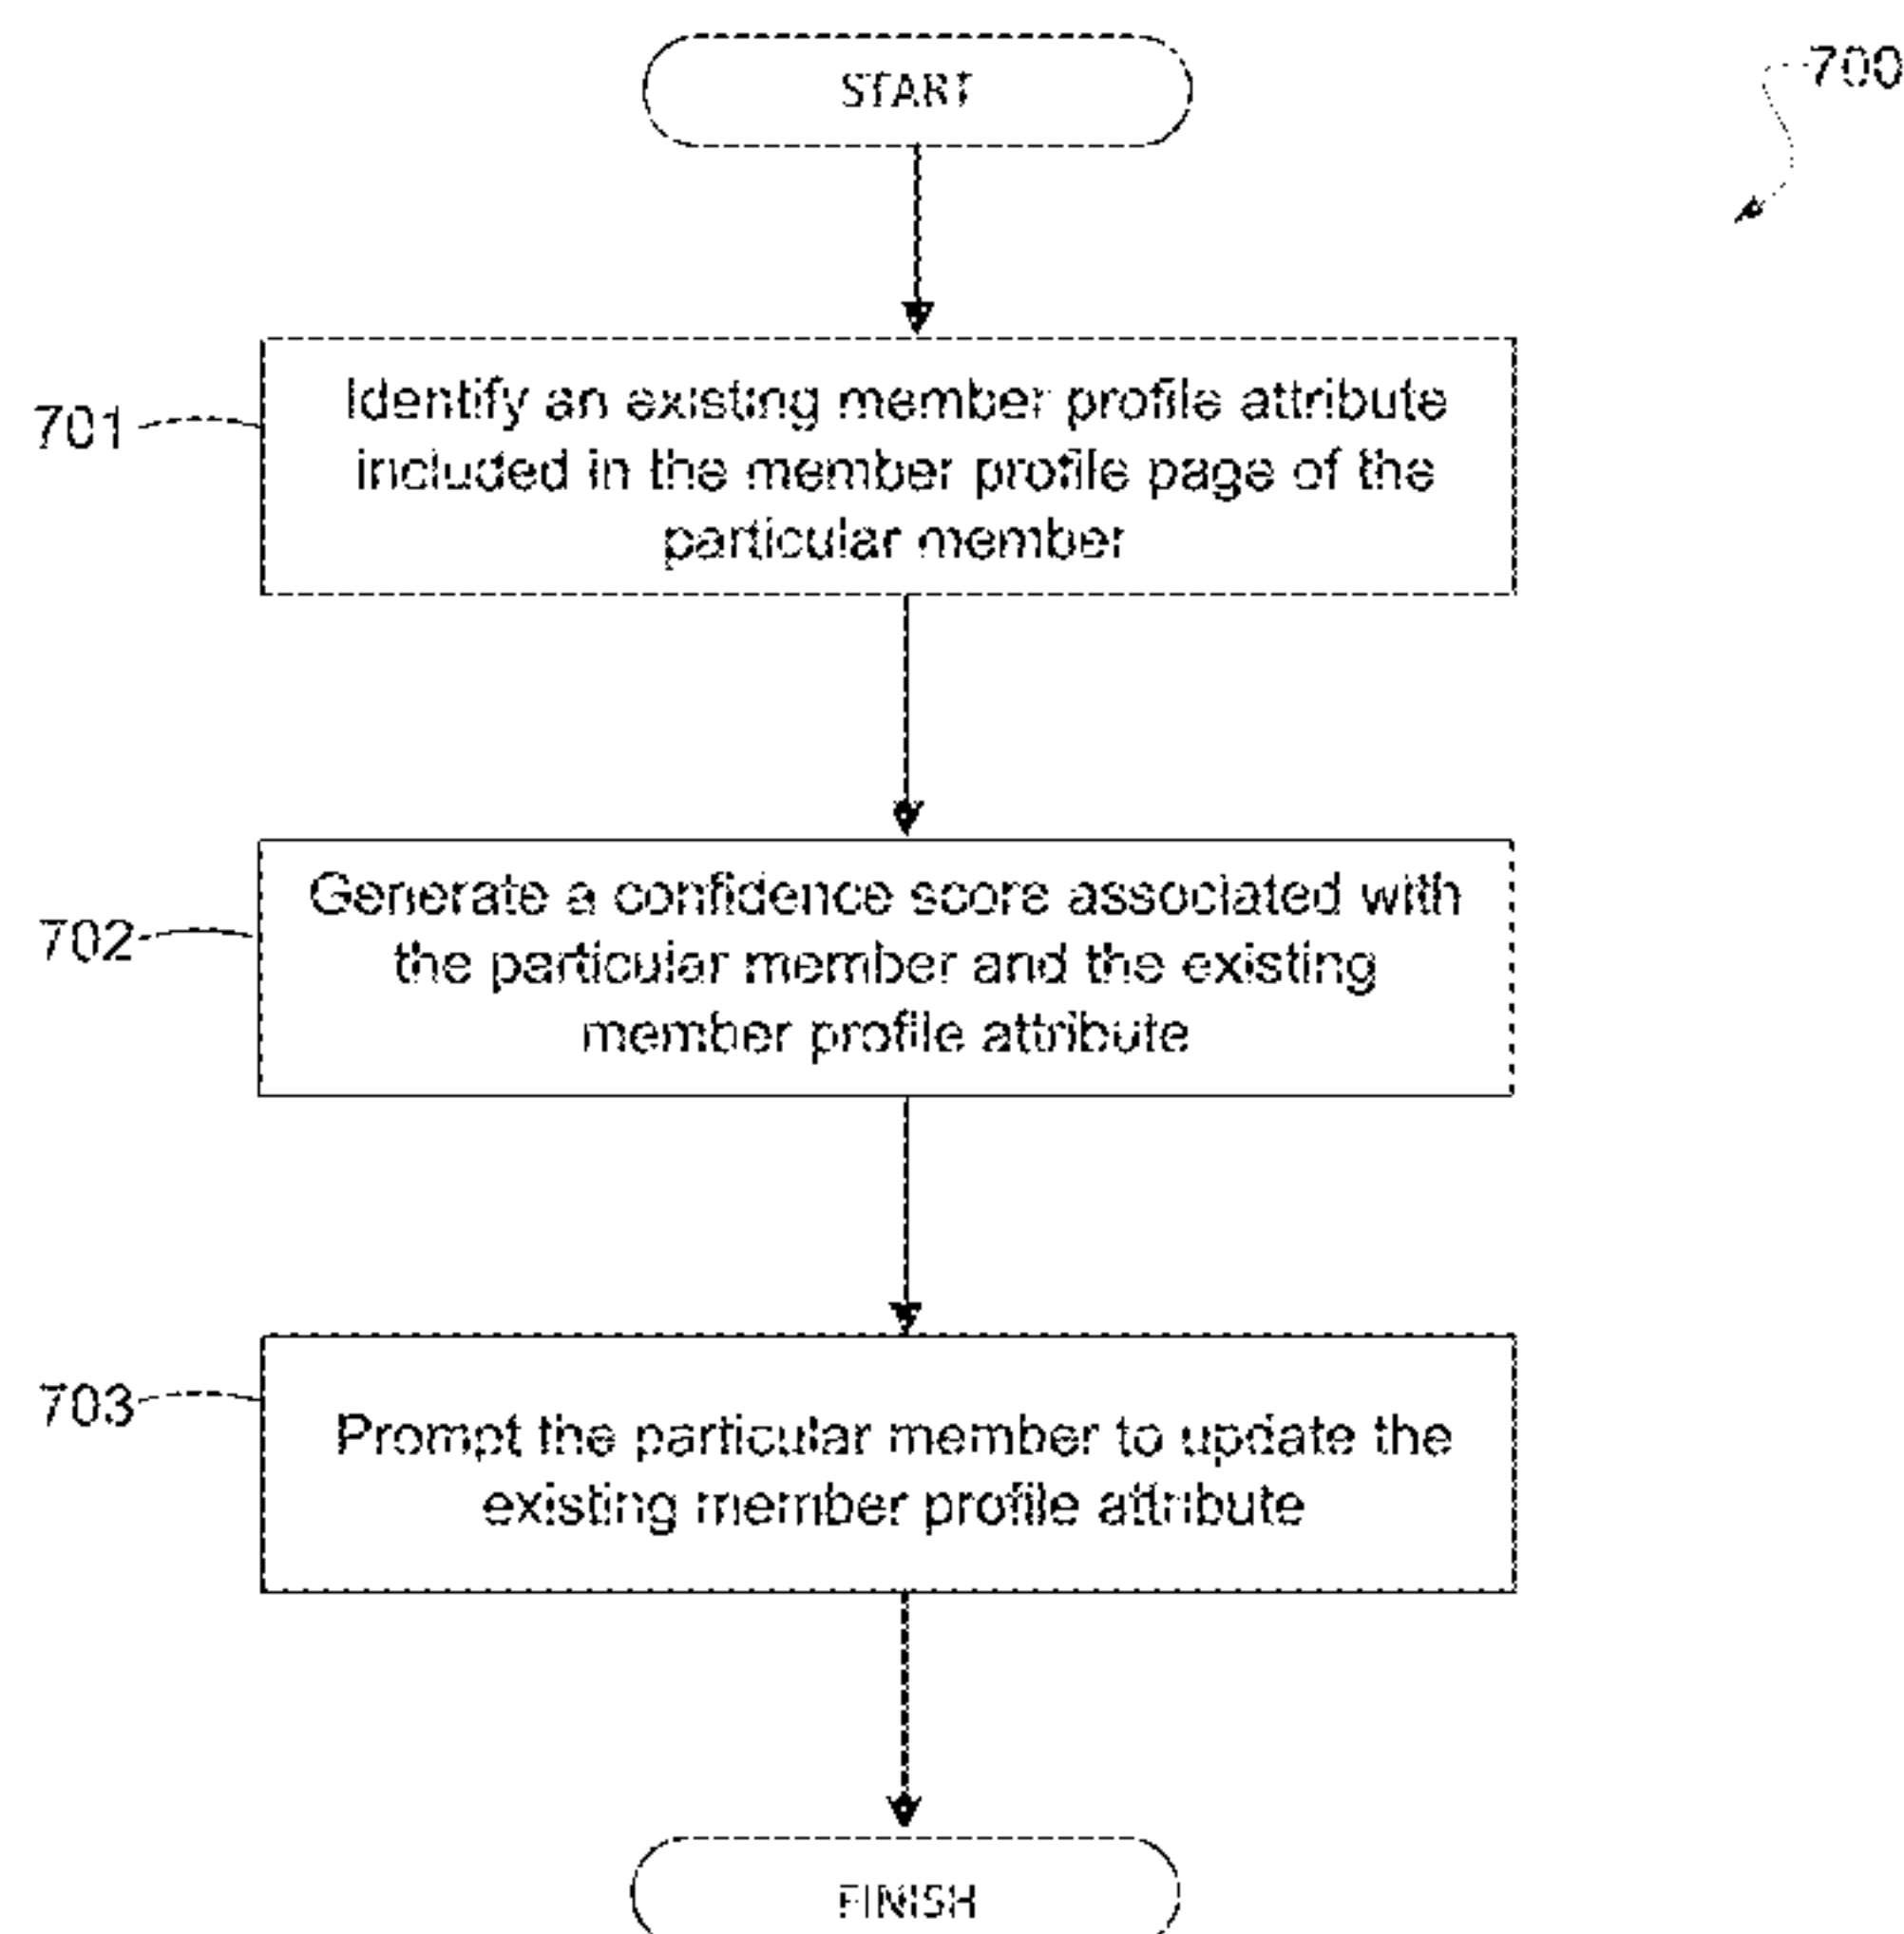 START
700
701
Identify an existing member profile attribute
included in the member profile page of the
particular member
702
Generate a confidence score associated with
the particular member and the existing
member profile attribute
703
Prompt the particular member to update the
existing member profile attribute
FINISH